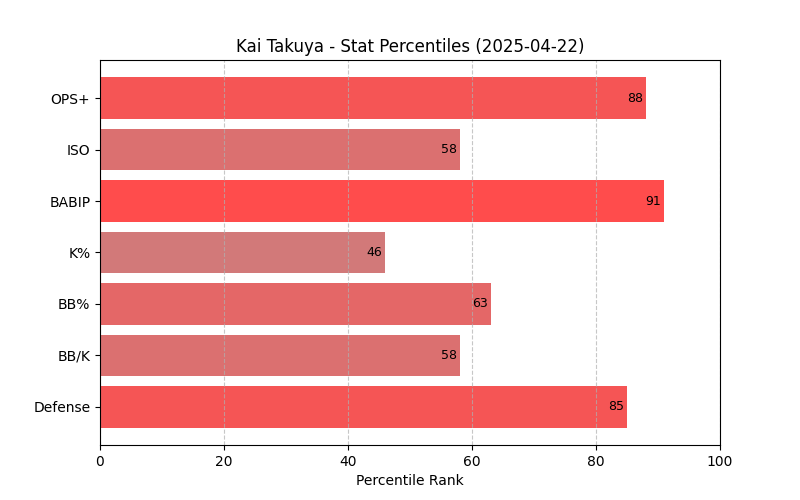 Kai Takuya - Stat Percentiles (2025-04-22)
OPS+ 88
ISO 58
BABIP 91
K% 46
BB% 63
BB/K 58
Defense 85
0 20 40 60 80 100
Percentile Rank